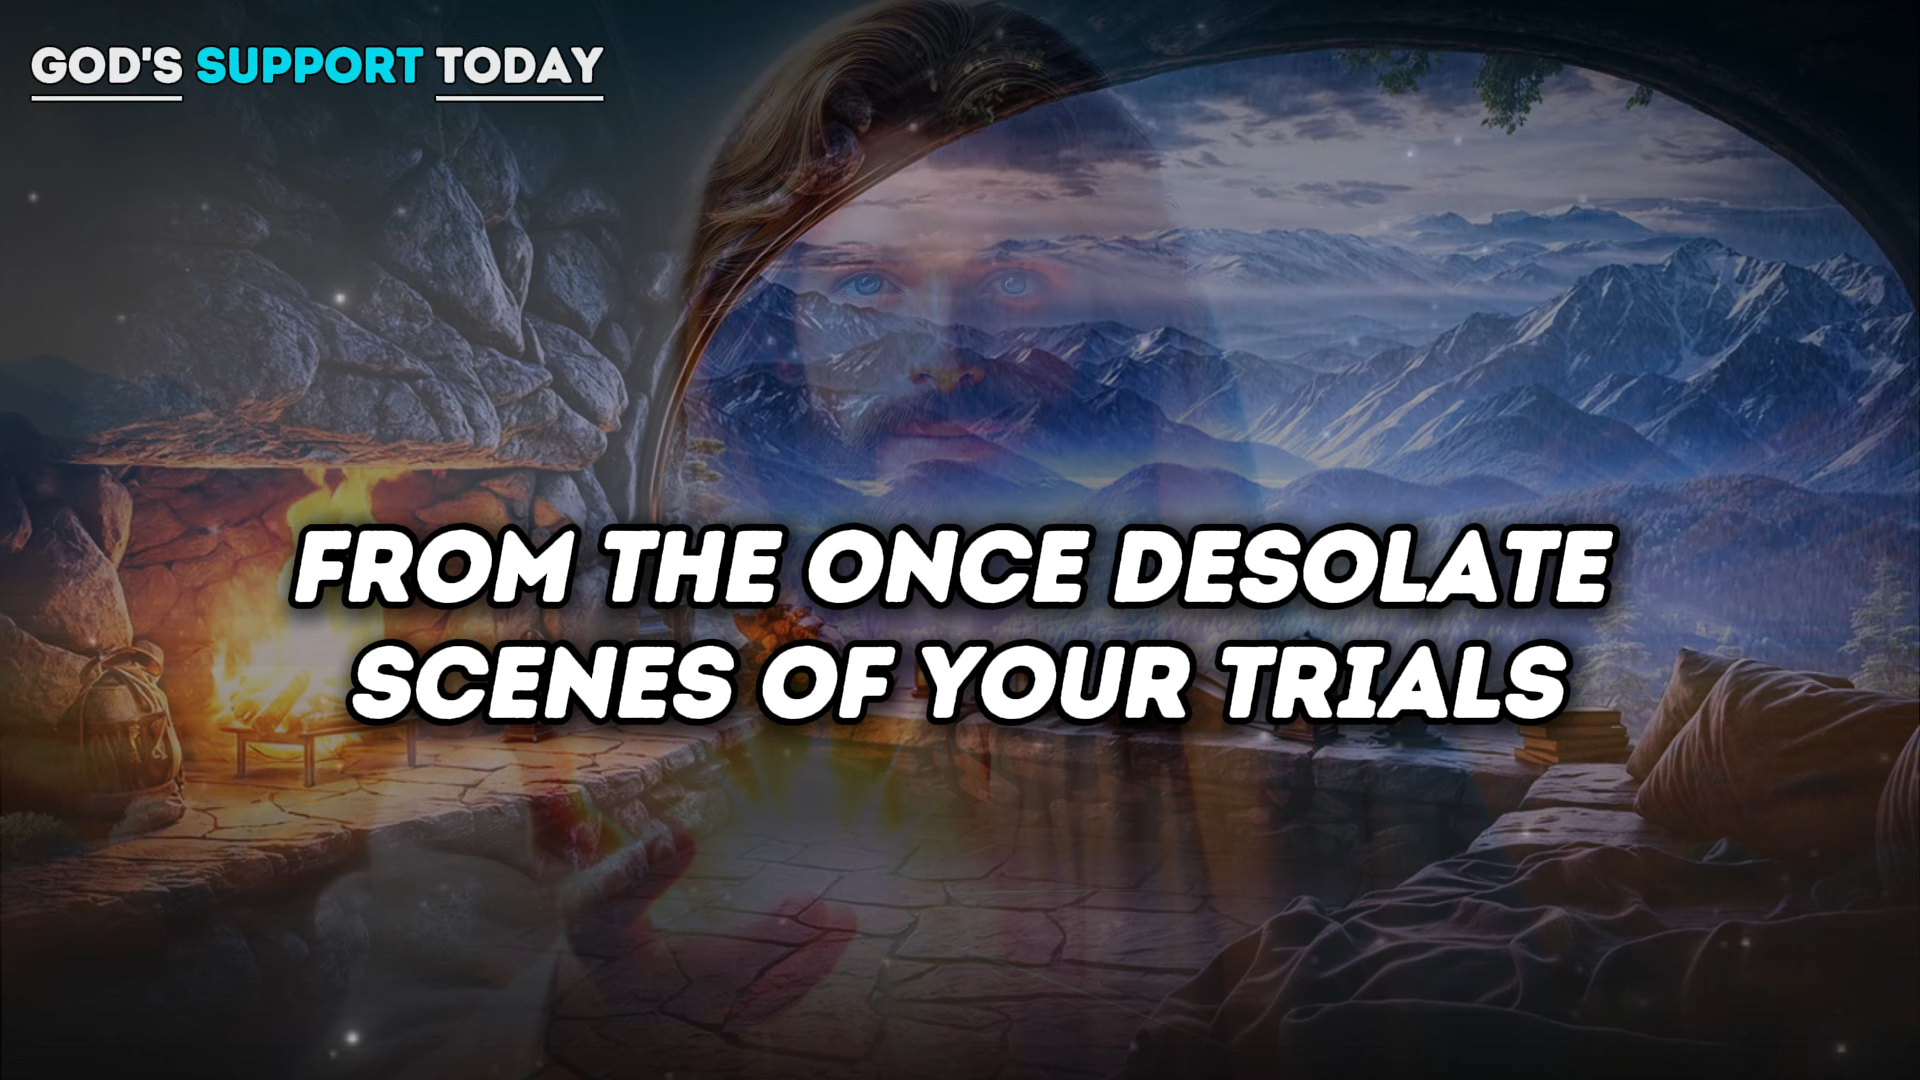 GOD'S SUPPORT TODAY
FROM THE ONCE DESOLATE
SCENES OF YOUR TRIALS